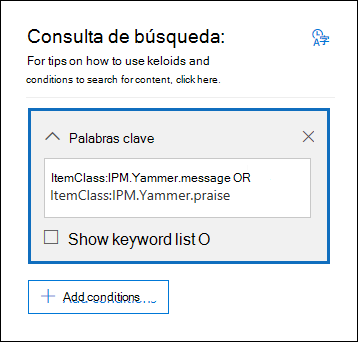 Consulta de búsqueda:
For tips on how to use keloids and
conditions to search for content, click here.
Palabras clave
ItemClass:IPM.Yammer.message OR
ItemClass:IPM.Yammer.praise
Show keyword list O
Add conditions